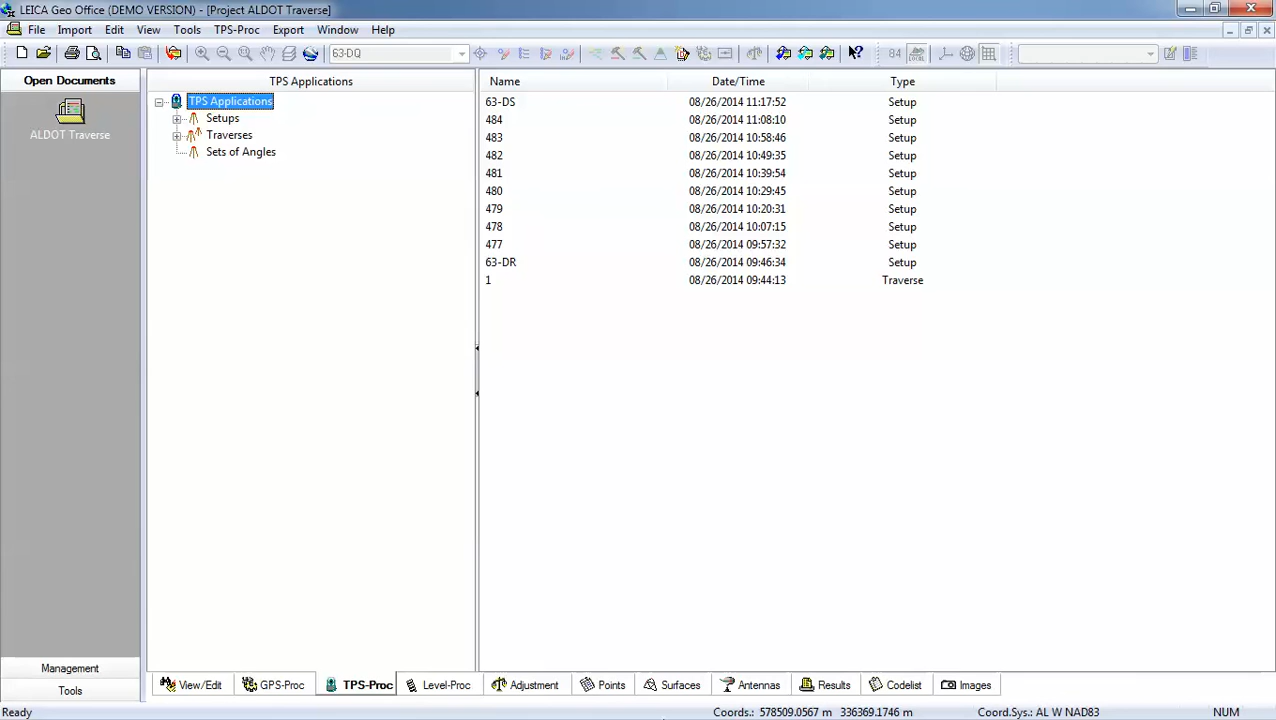 LEICA Geo Office (DEMO VERSION) - [Project ALDOT Traverse]
File Import Edit View Tools TPS-Proc Export Window Help
63-DQ 84 LOCAL
Open Documents
ALDOT Traverse
Management
Tools
TPS Applications
TPS Applications
Setups
Traverses
Sets of Angles
Name Date/Time Type
63-DS 08/26/2014 11:17:52 Setup
484 08/26/2014 11:08:10 Setup
483 08/26/2014 10:58:46 Setup
482 08/26/2014 10:49:35 Setup
481 08/26/2014 10:39:54 Setup
480 08/26/2014 10:29:45 Setup
479 08/26/2014 10:20:31 Setup
478 08/26/2014 10:07:15 Setup
477 08/26/2014 09:57:32 Setup
63-DR 08/26/2014 09:46:34 Setup
1 08/26/2014 09:44:13 Traverse
View/Edit GPS-Proc TPS-Proc Level-Proc Adjustment Points Surfaces Antennas Results Codelist Images
Ready Coords.: 578509.0567 m 336369.1746 m Coord.Sys.: AL W NAD83 NUM